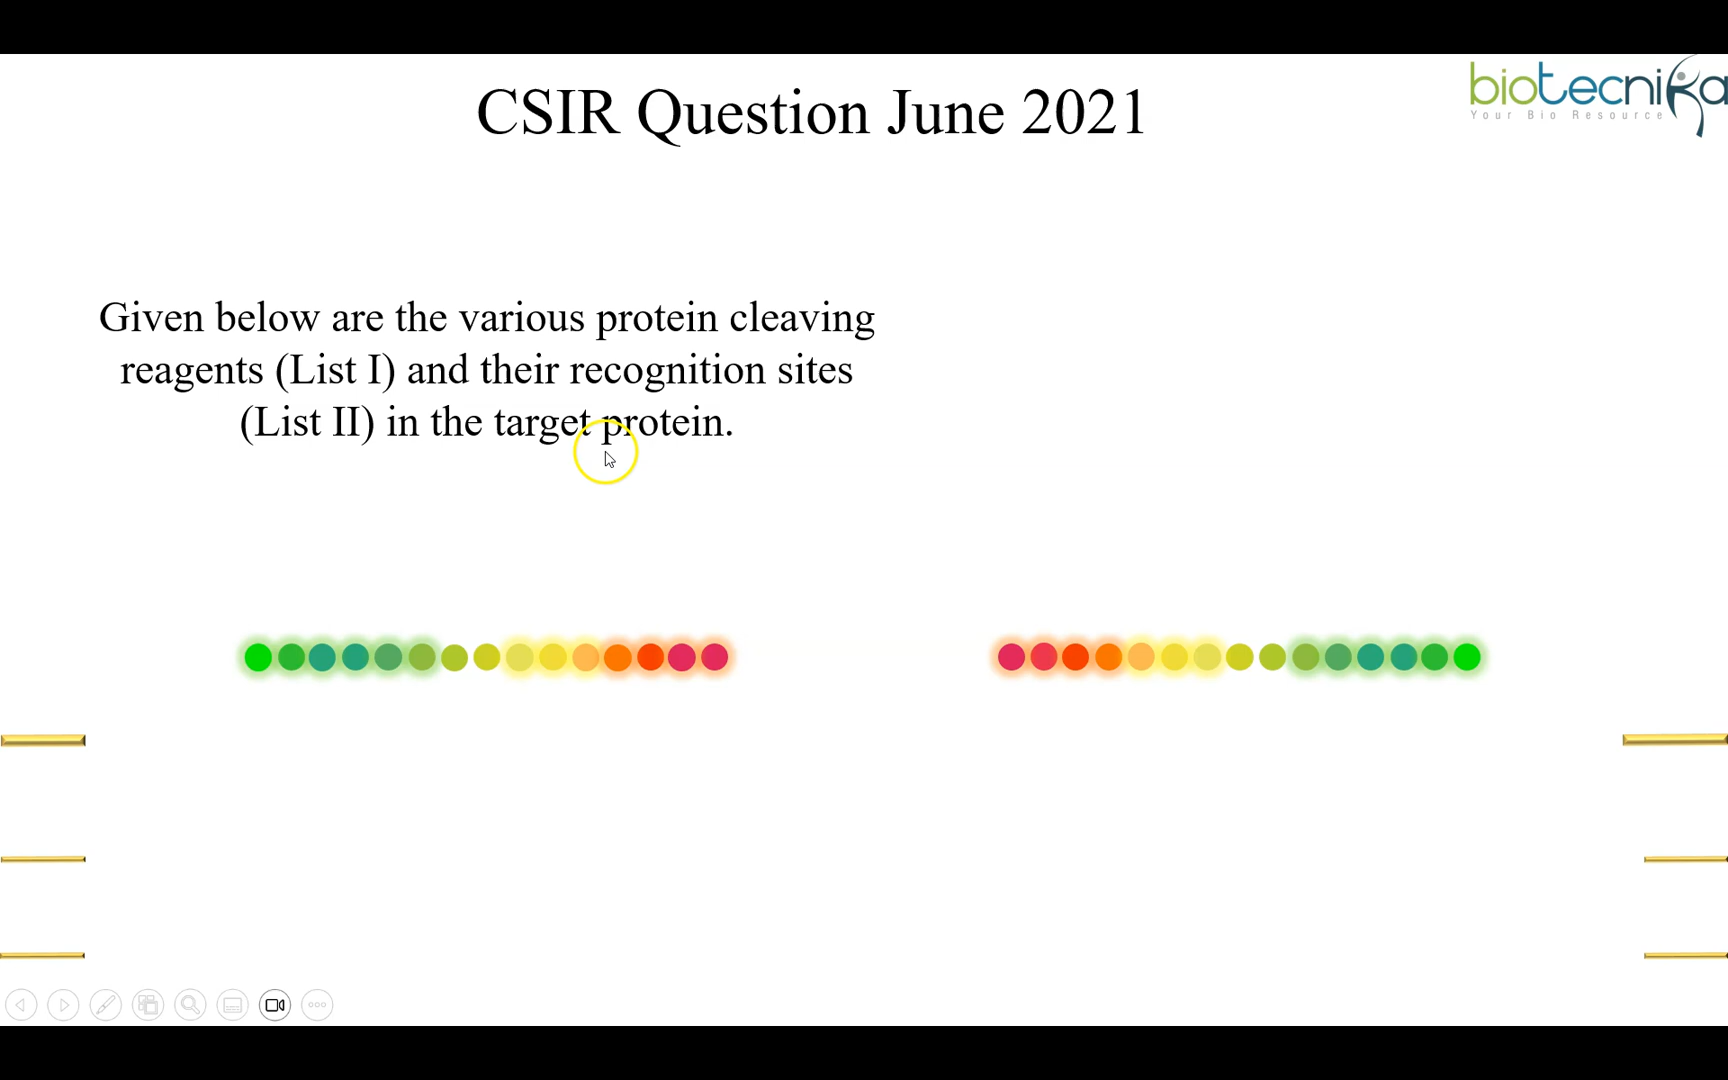 biotecnika
Your Bio Resource
CSIR Question June 2021
Given below are the various protein cleaving
reagents (List I) and their recognition sites
(List II) in the target protein.